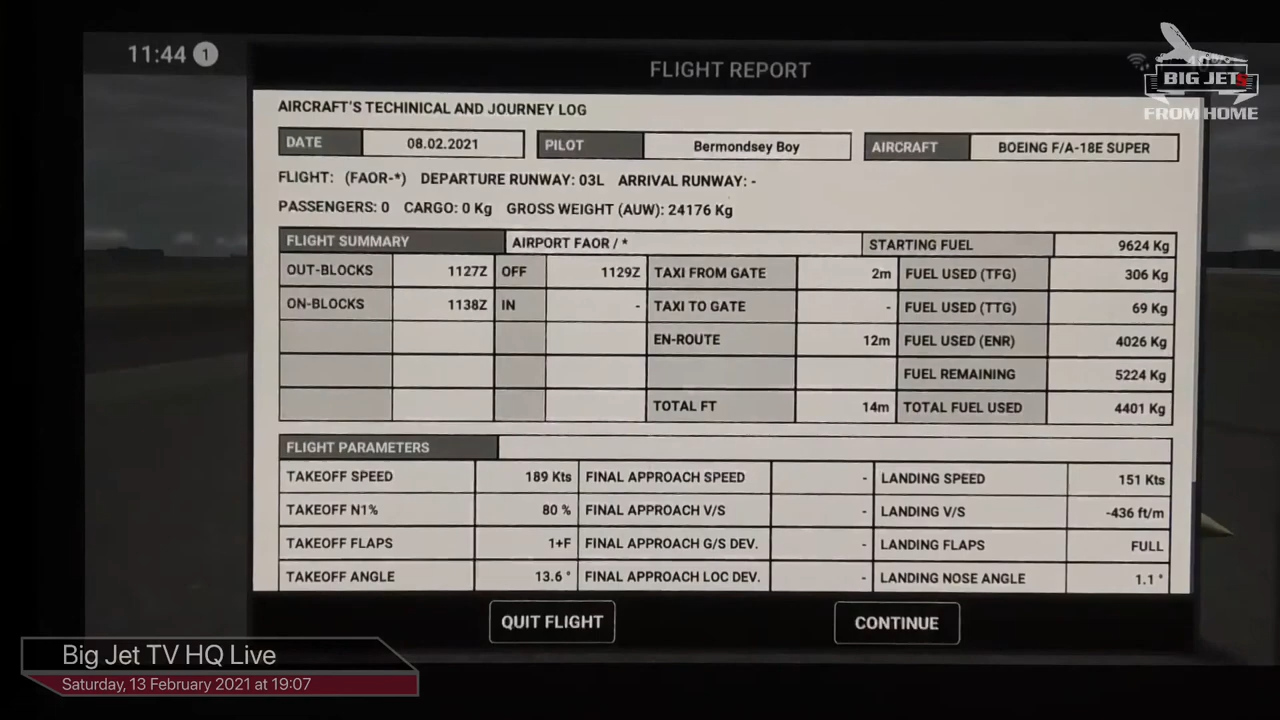 11:44 1
FLIGHT REPORT
BIG JETS
FROM HOME
AIRCRAFT'S TECHINICAL AND JOURNEY LOG
DATE 08.02.2021 PILOT Bermondsey Boy AIRCRAFT BOEING F/A-18E SUPER
FLIGHT: (FAOR-*) DEPARTURE RUNWAY: 03L ARRIVAL RUNWAY: -
PASSENGERS: 0 CARGO: 0 Kg GROSS WEIGHT (AUW): 24176 Kg
FLIGHT SUMMARY AIRPORT FAOR / * STARTING FUEL 9624 Kg
OUT-BLOCKS 1127Z OFF 1129Z TAXI FROM GATE 2m FUEL USED (TFG) 306 Kg
ON-BLOCKS 1138Z IN - TAXI TO GATE - FUEL USED (TTG) 69 Kg
EN-ROUTE 12m FUEL USED (ENR) 4026 Kg
FUEL REMAINING 5224 Kg
TOTAL FT 14m TOTAL FUEL USED 4401 Kg
FLIGHT PARAMETERS
TAKEOFF SPEED 189 Kts FINAL APPROACH SPEED - LANDING SPEED 151 Kts
TAKEOFF N1% 80 % FINAL APPROACH V/S - LANDING V/S -436 ft/m
TAKEOFF FLAPS 1+F FINAL APPROACH G/S DEV. - LANDING FLAPS FULL
TAKEOFF ANGLE 13.6 ° FINAL APPROACH LOC DEV. - LANDING NOSE ANGLE 1.1 °
QUIT FLIGHT CONTINUE
Big Jet TV HQ Live
Saturday, 13 February 2021 at 19:07